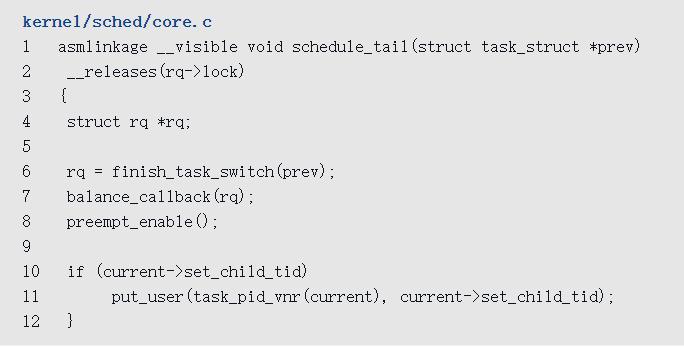 kernel/sched/core.c
1 asmlinkage __visible void schedule_tail(struct task_struct *prev)
2 __releases(rq->lock)
3 {
4 struct rq *rq;
5
6 rq = finish_task_switch(prev);
7 balance_callback(rq);
8 preempt_enable();
9
10 if (current->set_child_tid)
11 put_user(task_pid_vnr(current), current->set_child_tid);
12 }